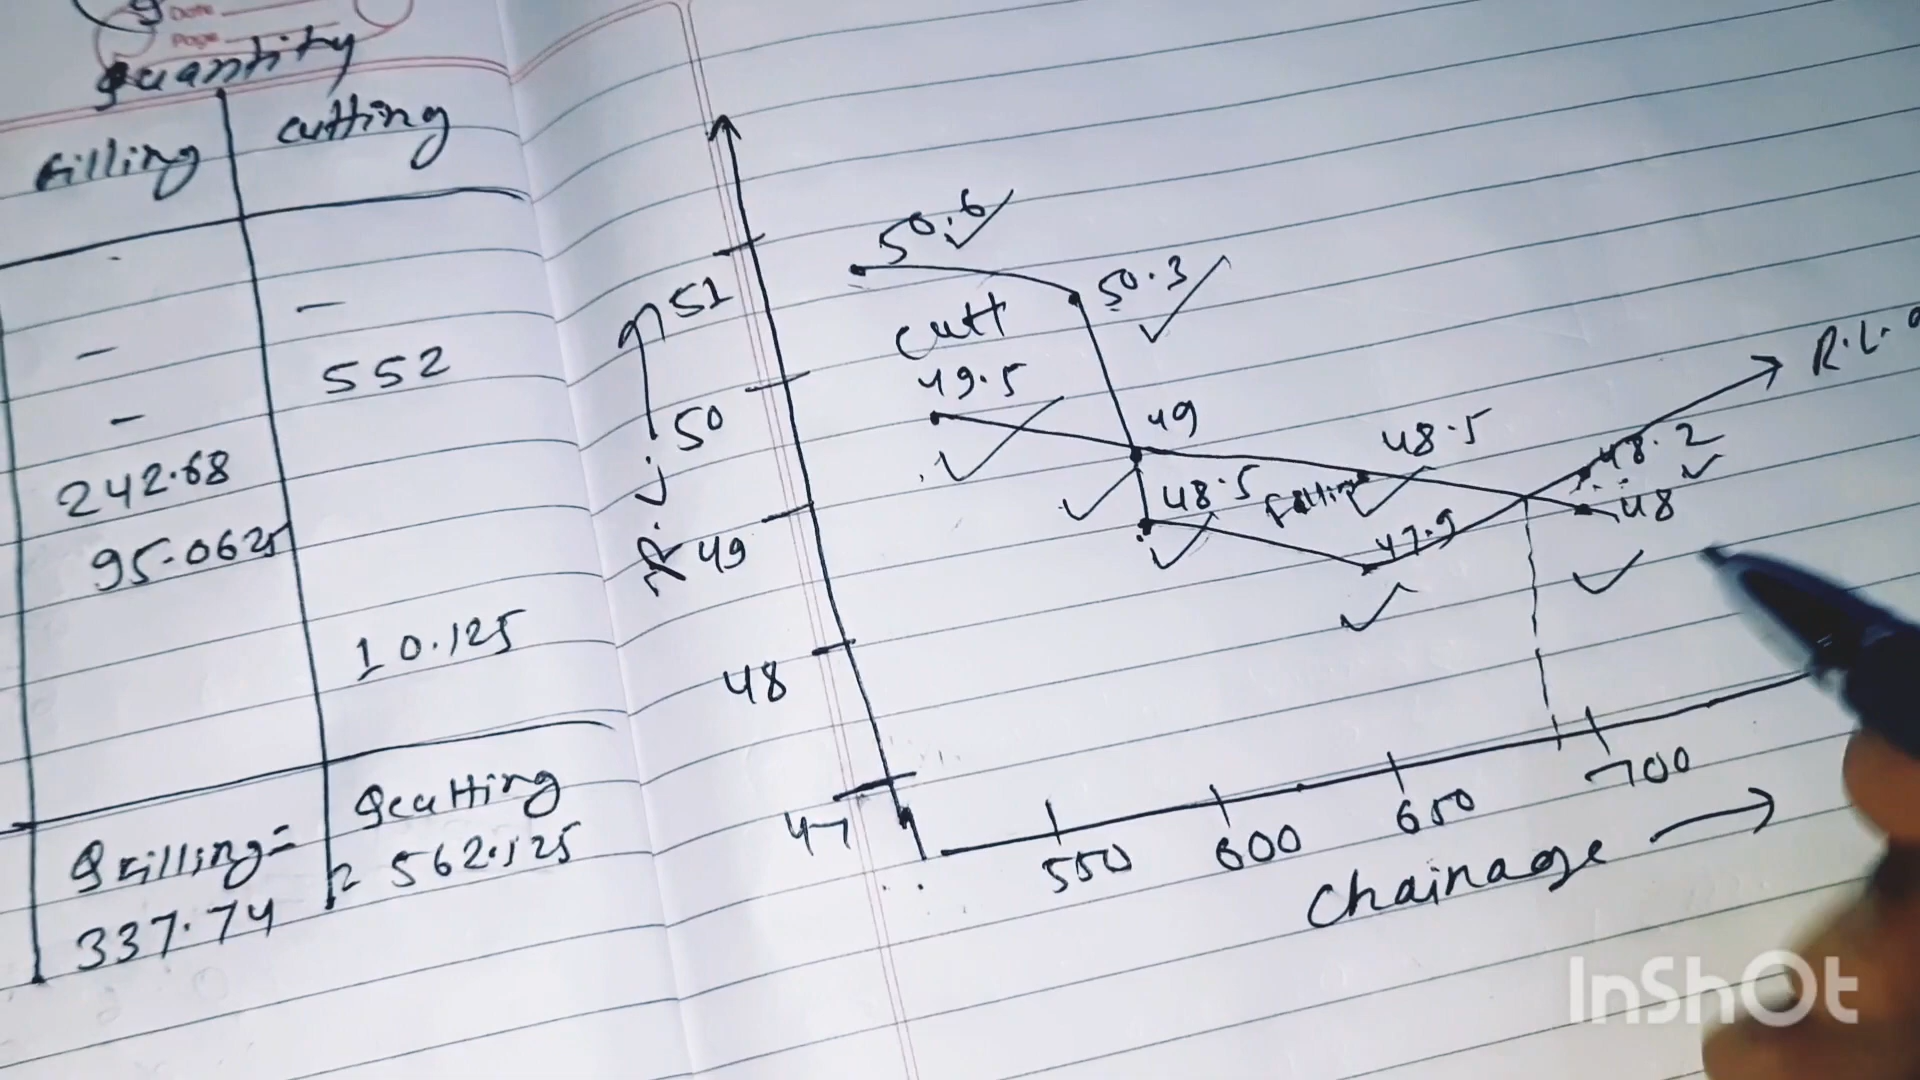 Date
Page
Quantity
Filling cutting
-
-
552
-
242.68
95.0625
10.125
Qfilling= Qcutting
337.74 = 562.125
51
50
49
48
47
50.6
50.3
cutt
49.5
49
48.5
48.5
filling
47.9
48.2
48
R.L.
550 600 650 700
Chainage
InShOt